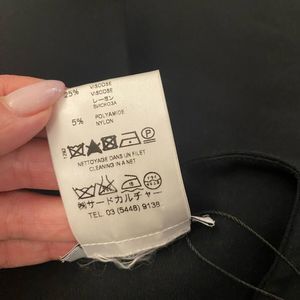 25% VISCOSE
VISCOSE
レーヨン
ВИСКОЗА
5% POLYAMIDE
NYLON
NETTOYAGE DANS UN FILET
CLEANING IN A NET
㈱サードカルチャー
TEL 03 (5448) 9138